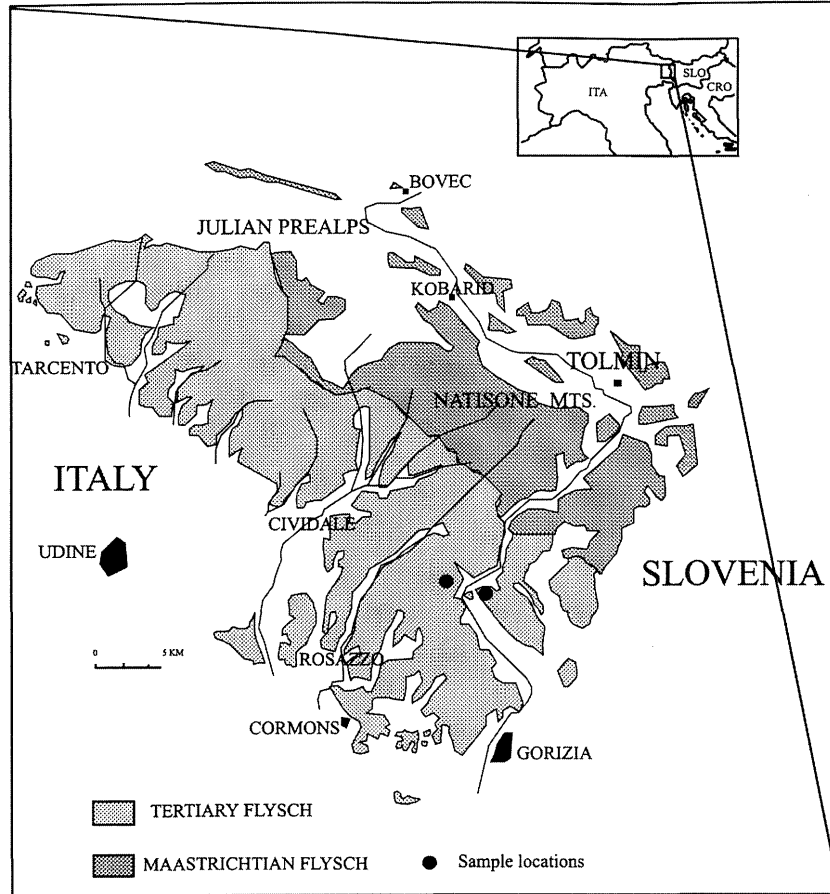 SLO
ITA
CRO
BOVEC
JULIAN PREALPS
KOBARID
TOLMIN
TARCENTO
NATISONE MTS.
ITALY
CIVIDALE
UDINE
SLOVENIA
0 5 KM
ROSAZZO
CORMONS
GORIZIA
TERTIARY FLYSCH
MAASTRICHTIAN FLYSCH
Sample locations